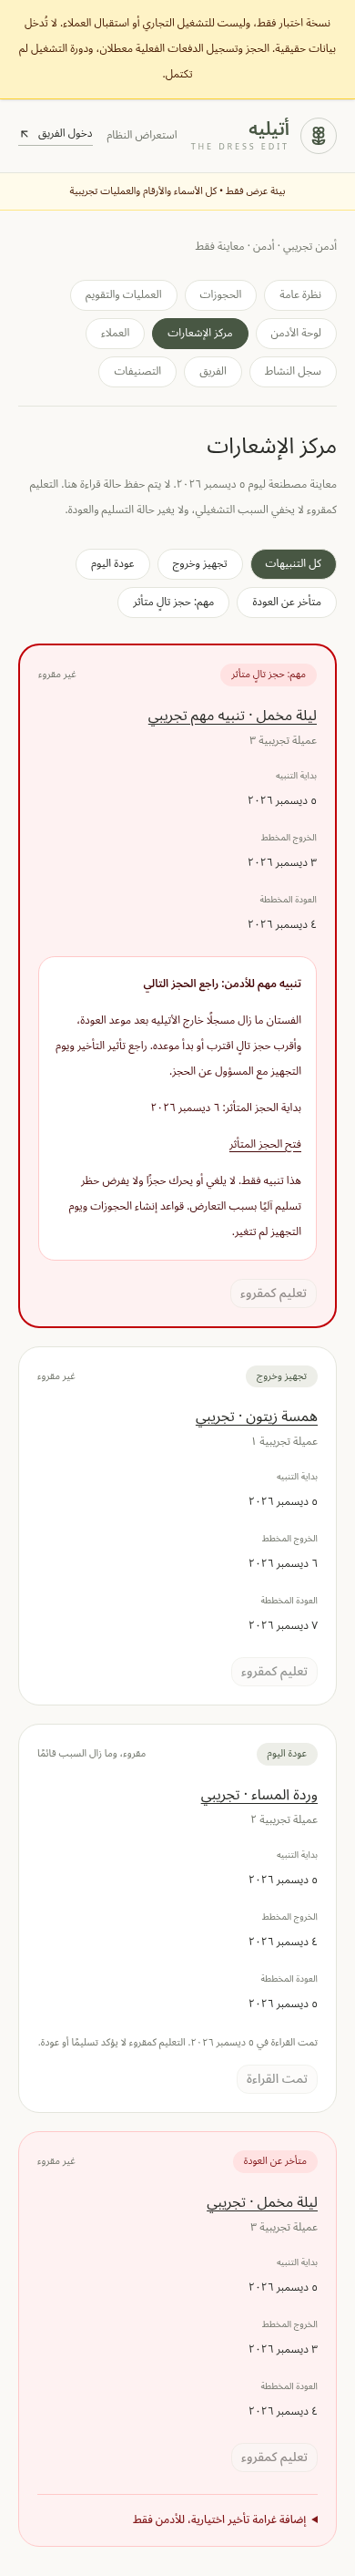 نسخة اختبار فقط، وليست للتشغيل التجاري أو استقبال العملاء. لا تُدخل
بيانات حقيقية. الحجز وتسجيل الدفعات الفعلية معطلان، ودورة التشغيل لم
تكتمل.
أتيليه
THE DRESS EDIT
استعراض النظام
دخول الفريق
بيئة عرض فقط • كل الأسماء والأرقام والعمليات تجريبية
أدمن تجريبي · أدمن · معاينة فقط
نظرة عامة
الحجوزات
العمليات والتقويم
لوحة الأدمن
مركز الإشعارات
العملاء
سجل النشاط
الفريق
التصنيفات
مركز الإشعارات
معاينة مصطنعة ليوم ٥ ديسمبر ٢٠٢٦. لا يتم حفظ حالة قراءة هنا. التعليم
كمقروء لا يخفي السبب التشغيلي، ولا يغير حالة التسليم والعودة.
كل التنبيهات
تجهيز وخروج
عودة اليوم
متأخر عن العودة
مهم: حجز تالٍ متأثر
مهم: حجز تالٍ متأثر
غير مقروء
ليلة مخمل · تنبيه مهم تجريبي
عميلة تجريبية ٣
بداية التنبيه
٥ ديسمبر ٢٠٢٦
الخروج المخطط
٣ ديسمبر ٢٠٢٦
العودة المخططة
٤ ديسمبر ٢٠٢٦
تنبيه مهم للأدمن: راجع الحجز التالي
الفستان ما زال مسجلًا خارج الأتيليه بعد موعد العودة،
وأقرب حجز تالٍ اقترب أو بدأ موعده. راجع تأثير التأخير ويوم
التجهيز مع المسؤول عن الحجز.
بداية الحجز المتأثر: ٦ ديسمبر ٢٠٢٦
فتح الحجز المتأثر
هذا تنبيه فقط. لا يلغي أو يحرك حجزًا ولا يفرض حظر
تسليم آليًا بسبب التعارض. قواعد إنشاء الحجوزات ويوم
التجهيز لم تتغير.
تعليم كمقروء
تجهيز وخروج
غير مقروء
همسة زيتون · تجريبي
عميلة تجريبية ١
بداية التنبيه
٥ ديسمبر ٢٠٢٦
الخروج المخطط
٦ ديسمبر ٢٠٢٦
العودة المخططة
٧ ديسمبر ٢٠٢٦
تعليم كمقروء
عودة اليوم
مقروء، وما زال السبب قائمًا
وردة المساء · تجريبي
عميلة تجريبية ٢
بداية التنبيه
٥ ديسمبر ٢٠٢٦
الخروج المخطط
٤ ديسمبر ٢٠٢٦
العودة المخططة
٥ ديسمبر ٢٠٢٦
تمت القراءة في ٥ ديسمبر ٢٠٢٦. التعليم كمقروء لا يؤكد تسليمًا أو عودة.
تمت القراءة
متأخر عن العودة
غير مقروء
ليلة مخمل · تجريبي
عميلة تجريبية ٣
بداية التنبيه
٥ ديسمبر ٢٠٢٦
الخروج المخطط
٣ ديسمبر ٢٠٢٦
العودة المخططة
٤ ديسمبر ٢٠٢٦
تعليم كمقروء
إضافة غرامة تأخير اختيارية، للأدمن فقط